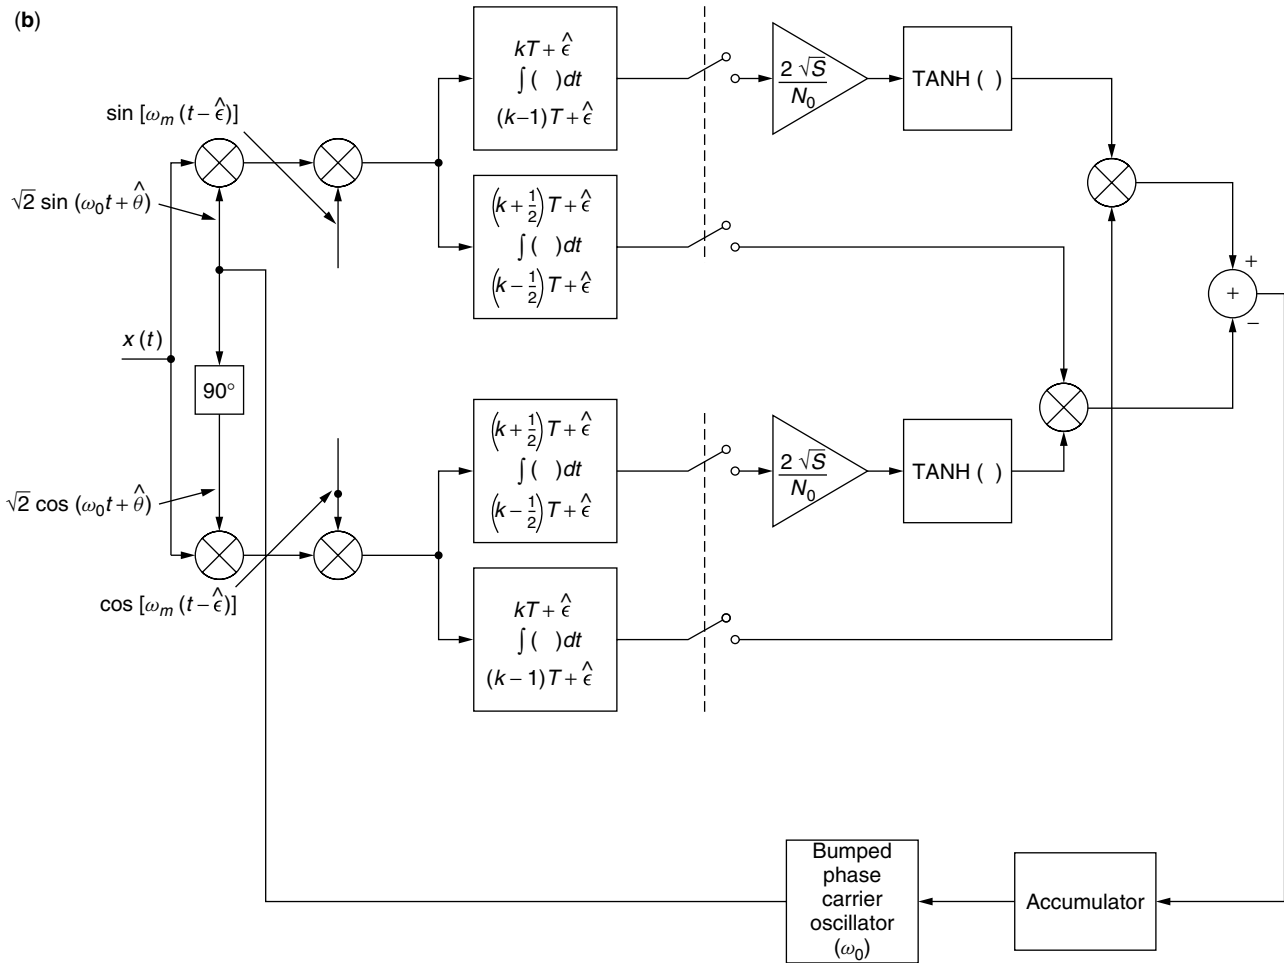 (b)
kT + ε̂
∫( )dt
(k−1)T + ε̂
2 √S
N₀
TANH ( )
sin [ωₘ (t − ε̂)]
√2 sin (ω₀t + θ̂)
(k + 1/2)T + ε̂
∫( )dt
(k − 1/2)T + ε̂
+
+
−
x (t)
90°
(k + 1/2)T + ε̂
∫( )dt
(k − 1/2)T + ε̂
2 √S
N₀
TANH ( )
√2 cos (ω₀t + θ̂)
cos [ωₘ (t − ε̂)]
kT + ε̂
∫( )dt
(k − 1)T + ε̂
Bumped
phase
carrier
oscillator
(ω₀)
Accumulator